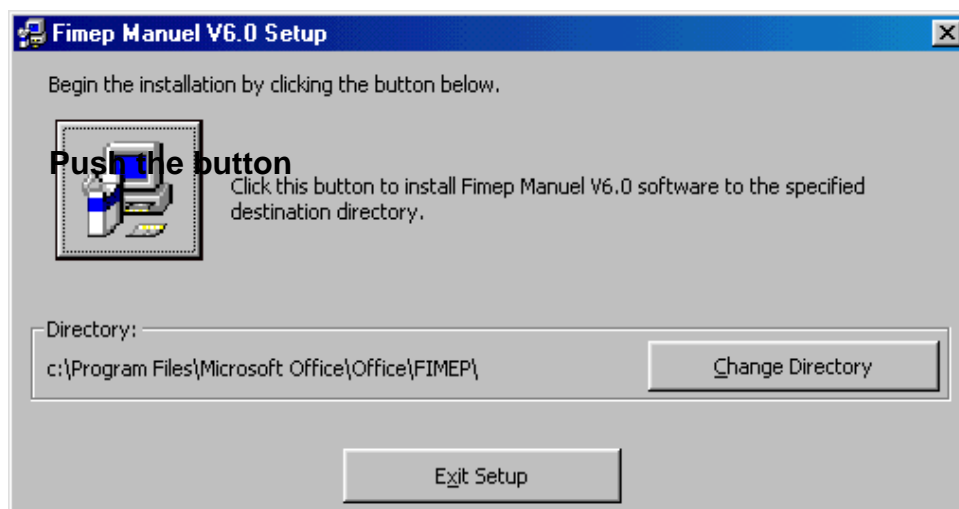 Fimep Manuel V6.0 Setup
Begin the installation by clicking the button below.
Push the button
Click this button to install Fimep Manuel V6.0 software to the specified
destination directory.
Directory:
c:\Program Files\Microsoft Office\Office\FIMEP\
Change Directory
Exit Setup